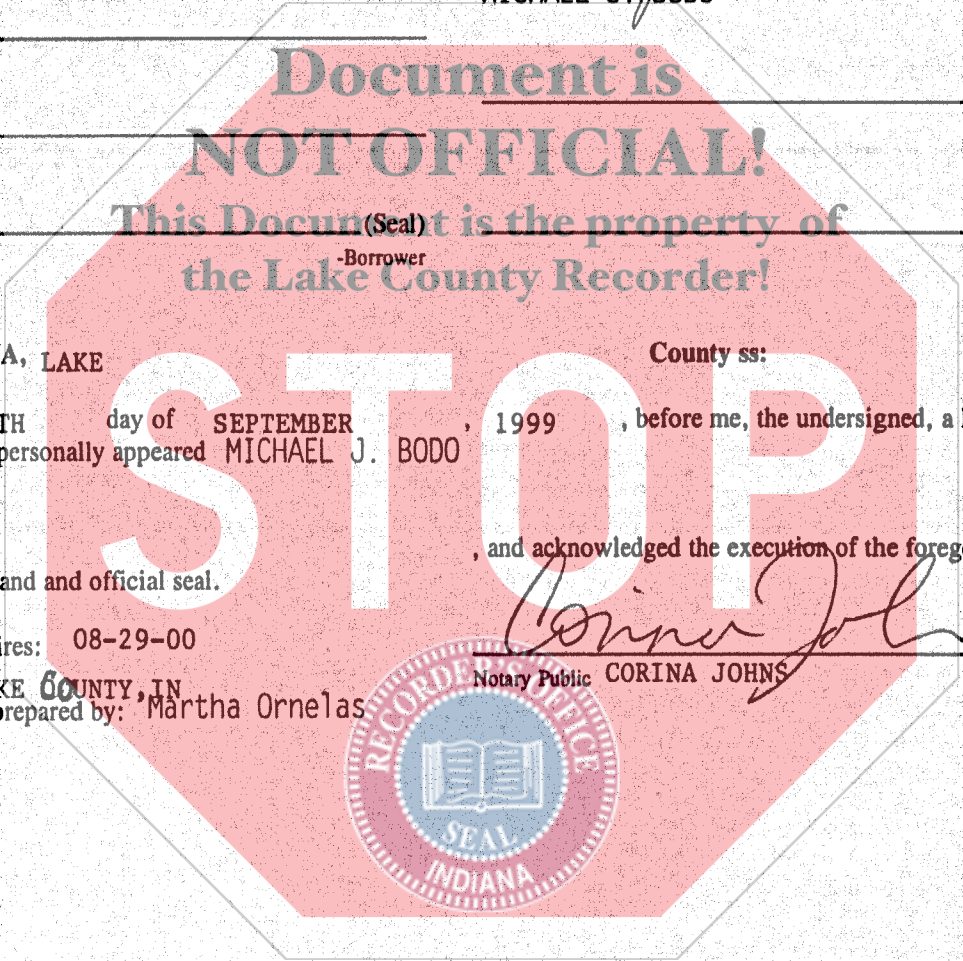 Document is
NOT OFFICIAL!
This Document is the property of
the Lake County Recorder!
(Seal)
-Borrower
A, LAKE County ss:
TH day of SEPTEMBER , 1999 , before me, the undersigned, a
personally appeared MICHAEL J. BODO
STOP
, and acknowledged the execution of the forego
and and official seal.
ires: 08-29-00
Corina Joh
KE COUNTY, IN
Notary Public CORINA JOHNS
prepared by: Martha Ornelas
RECORDER'S OFFICE
SEAL
INDIANA